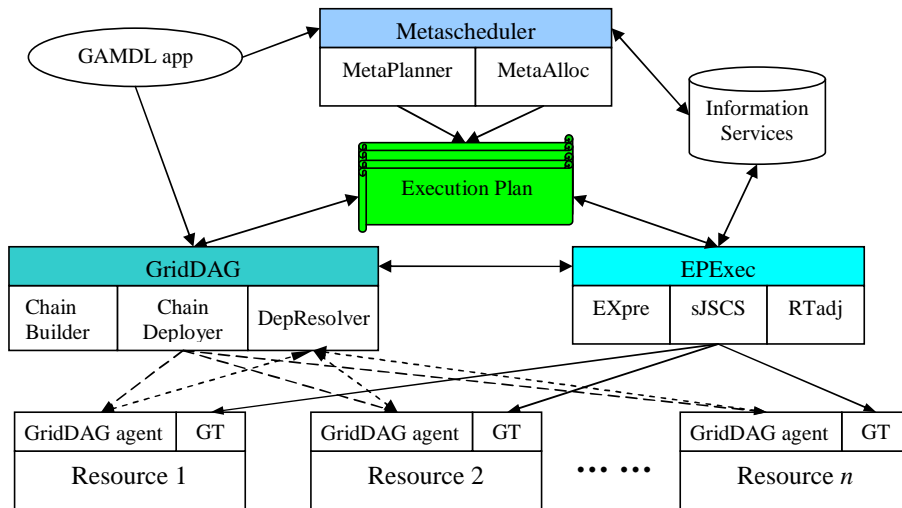 Metascheduler
GAMDL app
MetaPlanner
MetaAlloc
Information
Services
Execution Plan
GridDAG
EPExec
Chain
Builder
Chain
Deployer
DepResolver
EXpre
sJSCS
RTadj
GridDAG agent
GT
GridDAG agent
GT
GridDAG agent
GT
Resource 1
Resource 2
... ...
Resource n